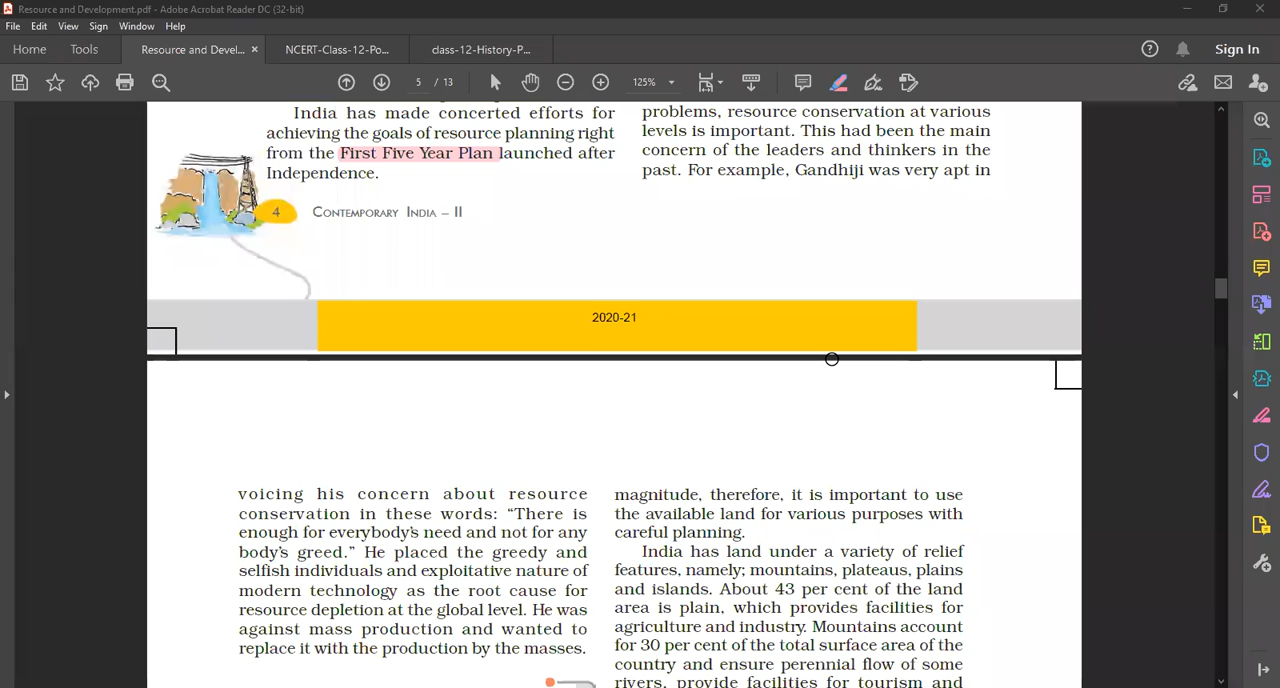 Resource and Development.pdf - Adobe Acrobat Reader DC (32-bit)
File Edit View Sign Window Help
Home Tools Resource and Devel... × NCERT-Class-12-Po... class-12-History-P... Sign In
5 / 13 125%
India has made concerted efforts for
achieving the goals of resource planning right
from the First Five Year Plan launched after
Independence.
4 CONTEMPORARY INDIA – II
problems, resource conservation at various
levels is important. This had been the main
concern of the leaders and thinkers in the
past. For example, Gandhiji was very apt in
2020-21
voicing his concern about resource
conservation in these words: “There is
enough for everybody’s need and not for any
body’s greed.” He placed the greedy and
selfish individuals and exploitative nature of
modern technology as the root cause for
resource depletion at the global level. He was
against mass production and wanted to
replace it with the production by the masses.
magnitude, therefore, it is important to use
the available land for various purposes with
careful planning.
India has land under a variety of relief
features, namely; mountains, plateaus, plains
and islands. About 43 per cent of the land
area is plain, which provides facilities for
agriculture and industry. Mountains account
for 30 per cent of the total surface area of the
country and ensure perennial flow of some
rivers, provide facilities for tourism and